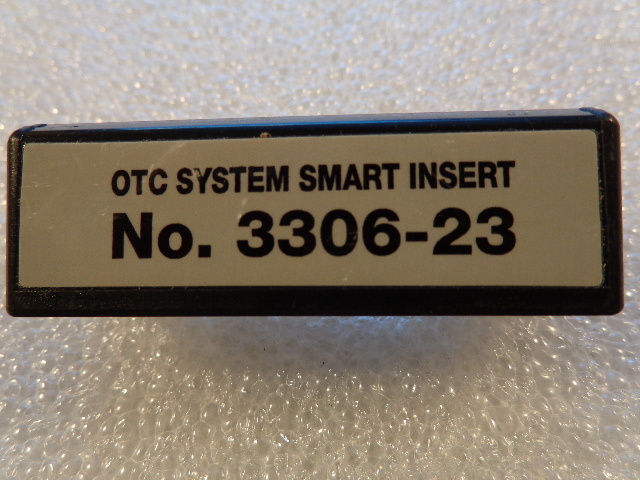 OTC SYSTEM SMART INSERT
No. 3306-23